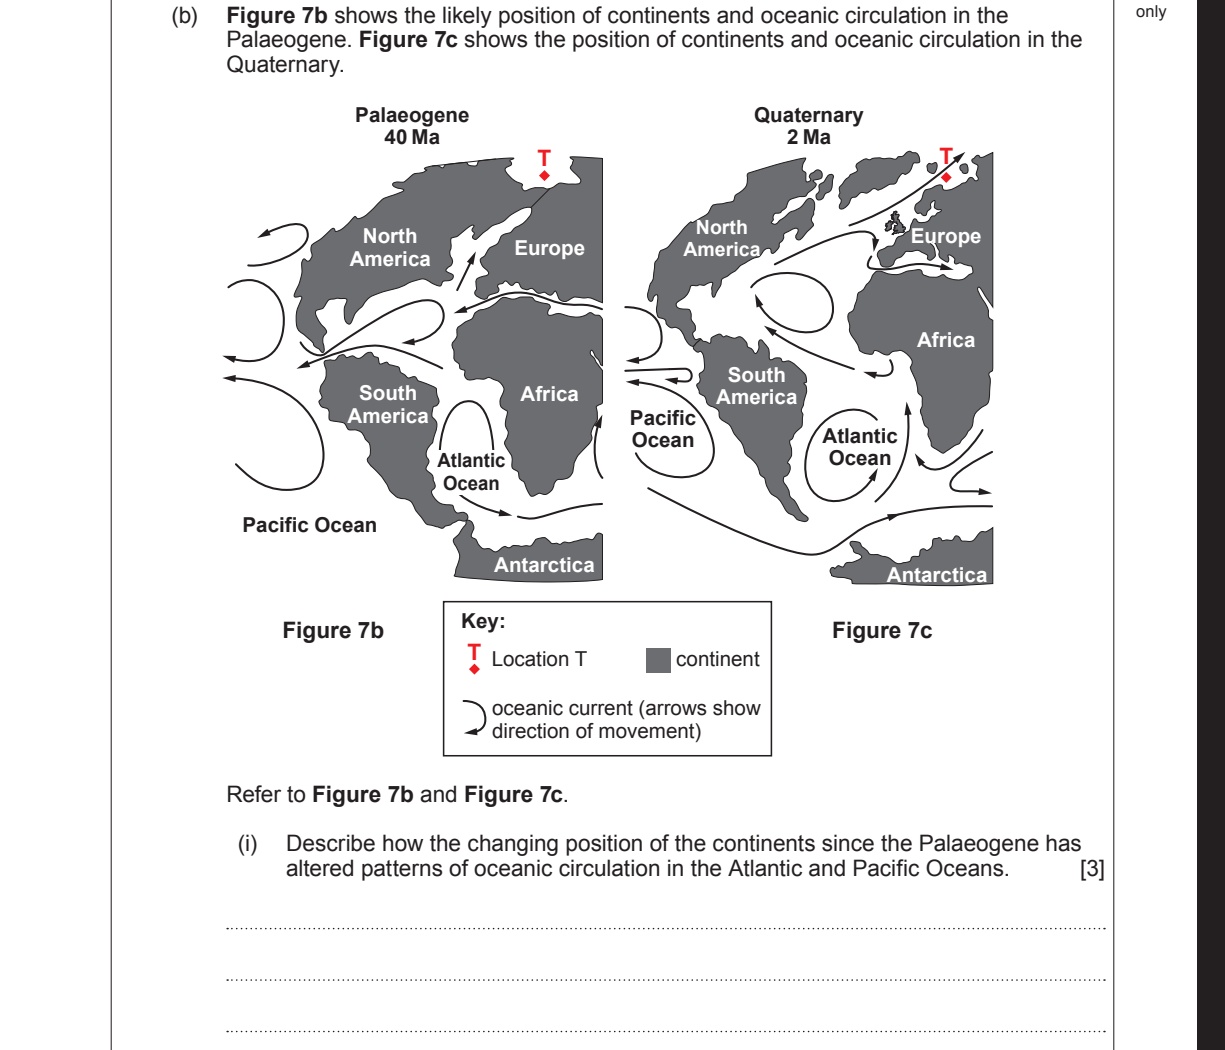 only
(b) Figure 7b shows the likely position of continents and oceanic circulation in the
Palaeogene. Figure 7c shows the position of continents and oceanic circulation in the
Quaternary.
Palaeogene
40 Ma
T
North
America
Europe
South
America
Africa
Atlantic
Ocean
Pacific Ocean
Antarctica
Figure 7b
Quaternary
2 Ma
T
North
America
Europe
Africa
South
America
Pacific
Ocean
Atlantic
Ocean
Antarctica
Figure 7c
Key:
T
Location T
continent
oceanic current (arrows show
direction of movement)
Refer to Figure 7b and Figure 7c.
(i) Describe how the changing position of the continents since the Palaeogene has
altered patterns of oceanic circulation in the Atlantic and Pacific Oceans. [3]